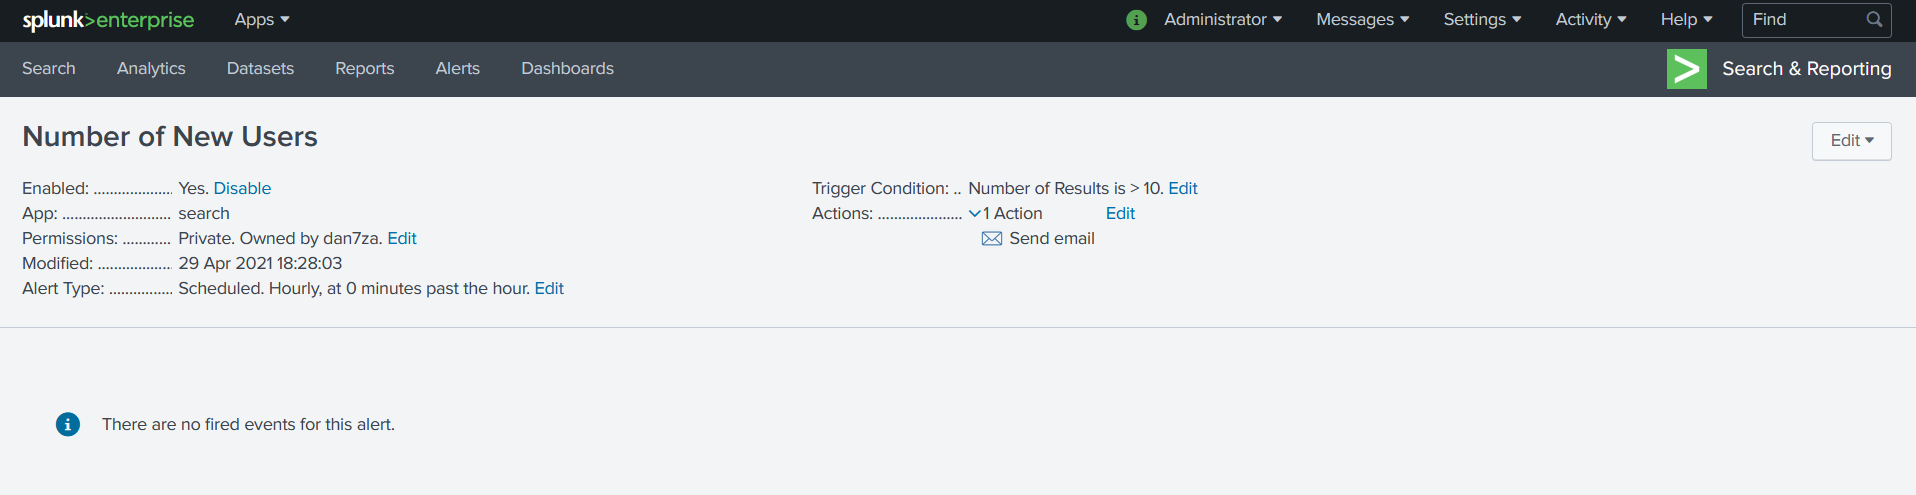 splunk>enterprise Apps Administrator Messages Settings Activity Help Find
Search Analytics Datasets Reports Alerts Dashboards Search & Reporting
Number of New Users
Edit
Enabled: .................... Yes. Disable
App: ........................... search
Permissions: ............ Private. Owned by dan7za. Edit
Modified: ................... 29 Apr 2021 18:28:03
Alert Type: ................ Scheduled. Hourly, at 0 minutes past the hour. Edit
Trigger Condition: .. Number of Results is > 10. Edit
Actions: ..................... 1 Action Edit
Send email
There are no fired events for this alert.